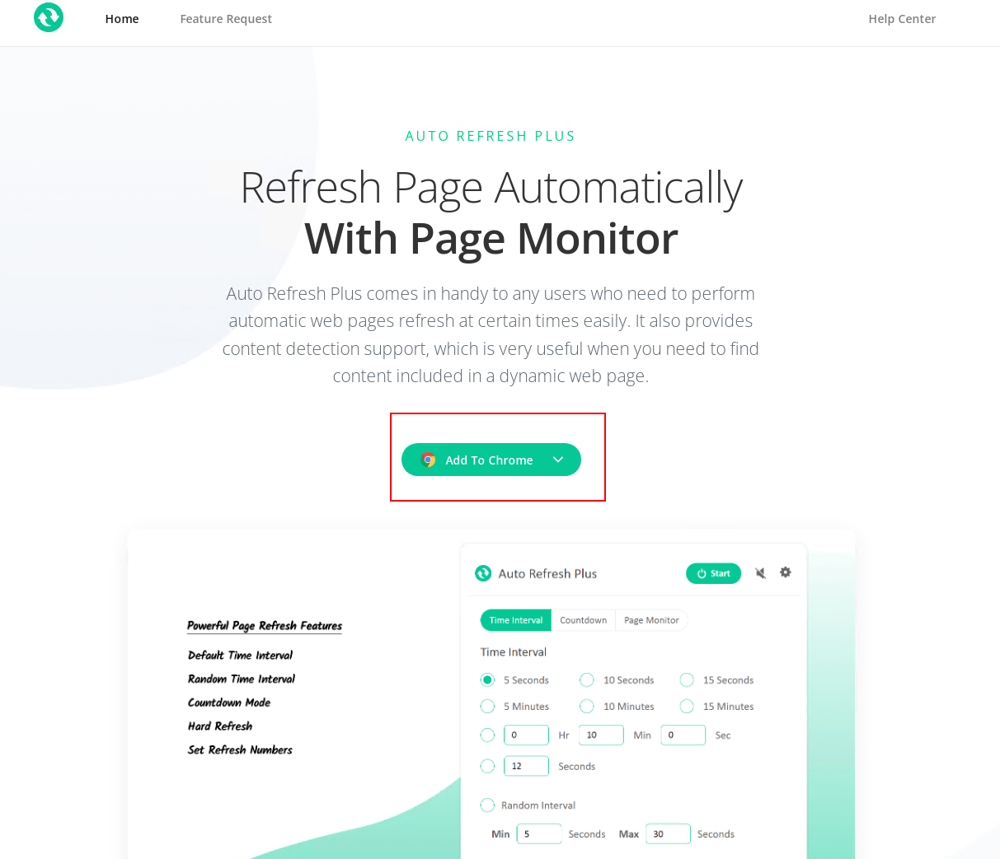 Home Feature Request Help Center
AUTO REFRESH PLUS
Refresh Page Automatically
With Page Monitor
Auto Refresh Plus comes in handy to any users who need to perform
automatic web pages refresh at certain times easily. It also provides
content detection support, which is very useful when you need to find
content included in a dynamic web page.
Add To Chrome
Powerful Page Refresh Features
Default Time Interval
Random Time Interval
Countdown Mode
Hard Refresh
Set Refresh Numbers
Auto Refresh Plus Start
Time Interval Countdown Page Monitor
Time Interval
5 Seconds 10 Seconds 15 Seconds
5 Minutes 10 Minutes 15 Minutes
0 Hr 10 Min 0 Sec
12 Seconds
Random Interval
Min 5 Seconds Max 30 Seconds